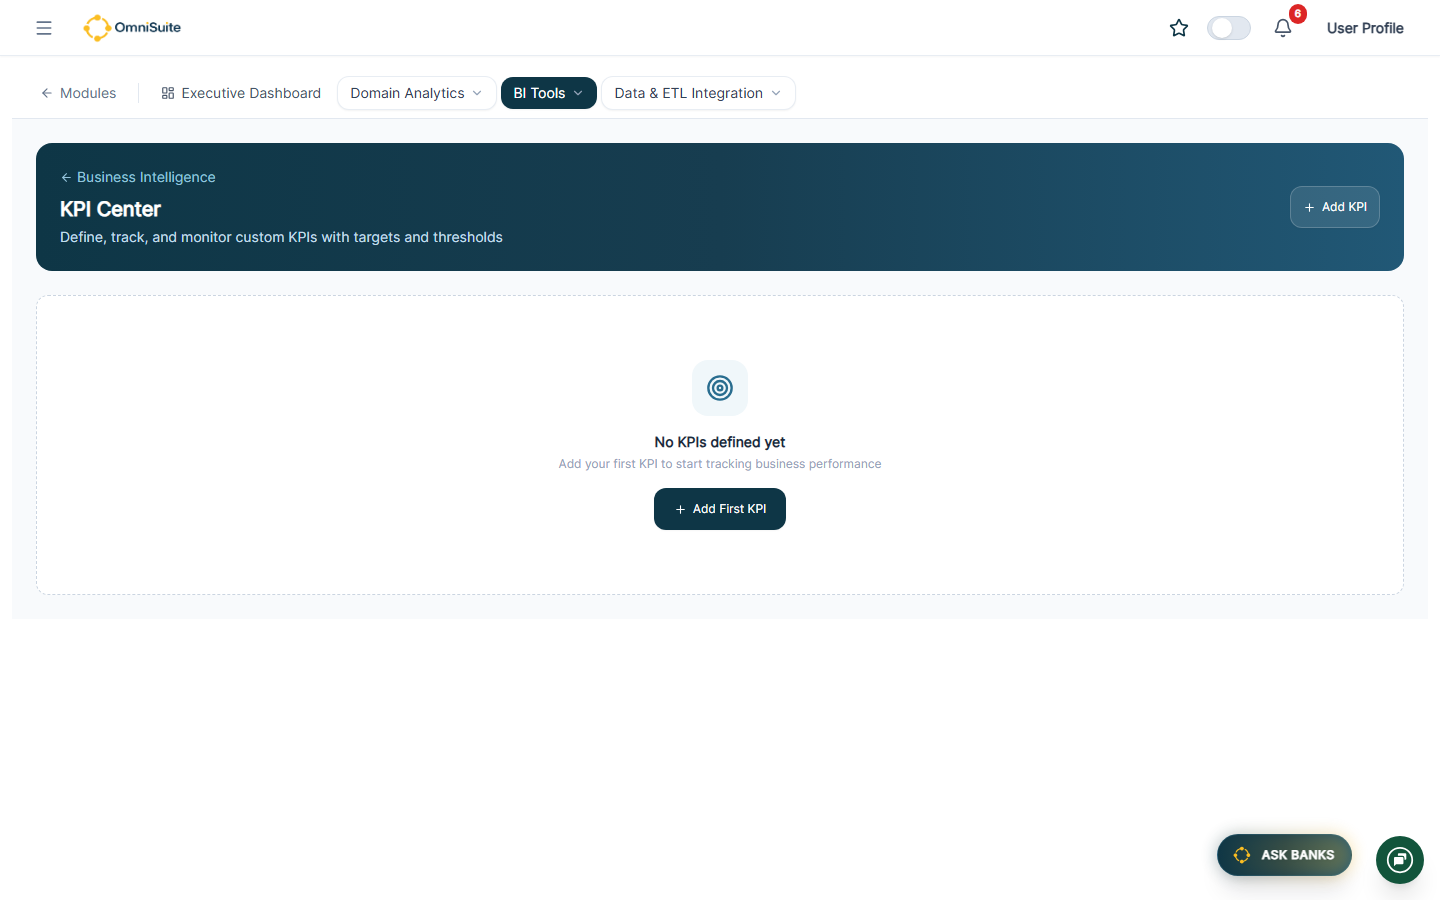 OmniSuite
6
User Profile
Modules
Executive Dashboard
Domain Analytics
BI Tools
Data & ETL Integration
Business Intelligence
KPI Center
Define, track, and monitor custom KPIs with targets and thresholds
Add KPI
No KPIs defined yet
Add your first KPI to start tracking business performance
Add First KPI
ASK BANKS